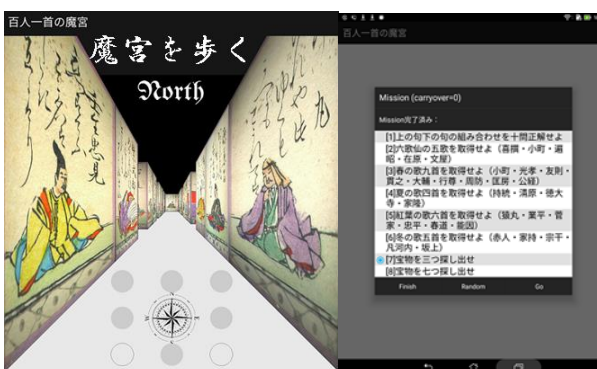 百人一首の魔宮
魔宮を歩く
North
百人一首の魔宮
Mission (carryover=0)
Mission完了済み：
[1]上の句下の句の組み合わせを十問正解せよ
[2]六歌仙の五歌を取得せよ（喜撰・小町・遍
昭・在原・文屋）
[3]春の歌九首を取得せよ（小町・光孝・友則・
貫之・大輔・行尊・周防・匡房・公経）
[4]夏の歌四首を取得せよ（持統・清原・徳大
寺・家隆）
[5]紅葉の歌六首を取得せよ（猿丸・業平・菅
家・忠平・春道・能因）
[6]冬の歌五首を取得せよ（赤人・家持・宗于・
凡河内・坂上）
[7]宝物を三つ探し出せ
[8]宝物を七つ探し出せ
Finish Random Go